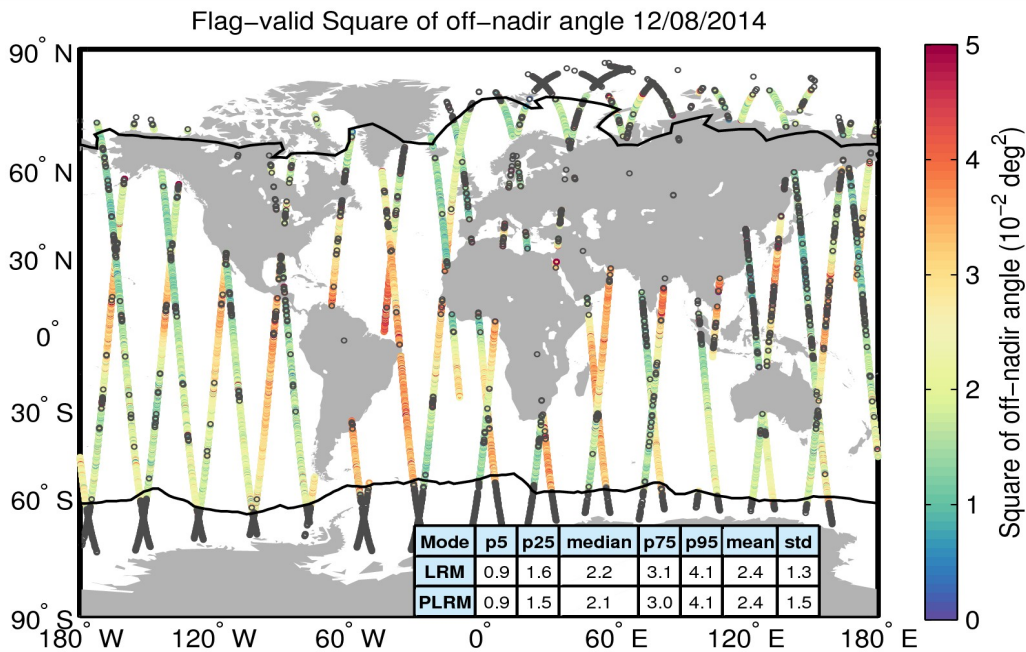 Flag−valid Square of off−nadir angle 12/08/2014
90° N
60° N
30° N
0°
30° S
60° S
90° S
180° W
120° W
60° W
0°
60° E
120° E
180° E
Mode p5 p25 median p75 p95 mean std
LRM 0.9 1.6 2.2 3.1 4.1 2.4 1.3
PLRM 0.9 1.5 2.1 3.0 4.1 2.4 1.5
5
4
3
2
1
0
Square of off−nadir angle (10⁻² deg²)